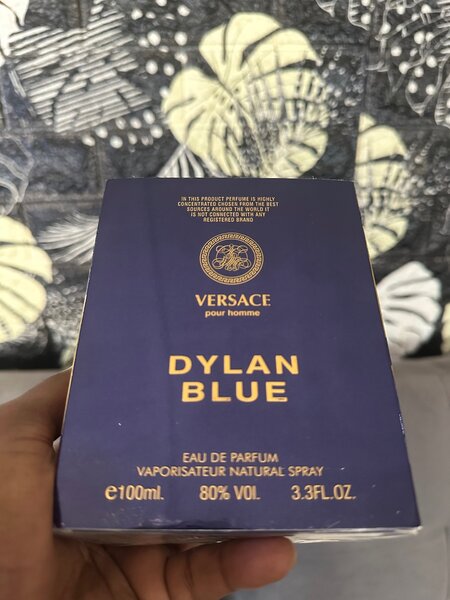 IN THIS PRODUCT PERFUME IS HIGHLY
CONCENTRATED CHOSEN FROM THE BEST
SOURCES AROUND THE WORLD IT
IS NOT CONNECTED WITH ANY
REGISTERED BRAND
VERSACE
pour homme
DYLAN
BLUE
EAU DE PARFUM
VAPORISATEUR NATURAL SPRAY
e100ml. 80% VOl. 3.3FL.OZ.